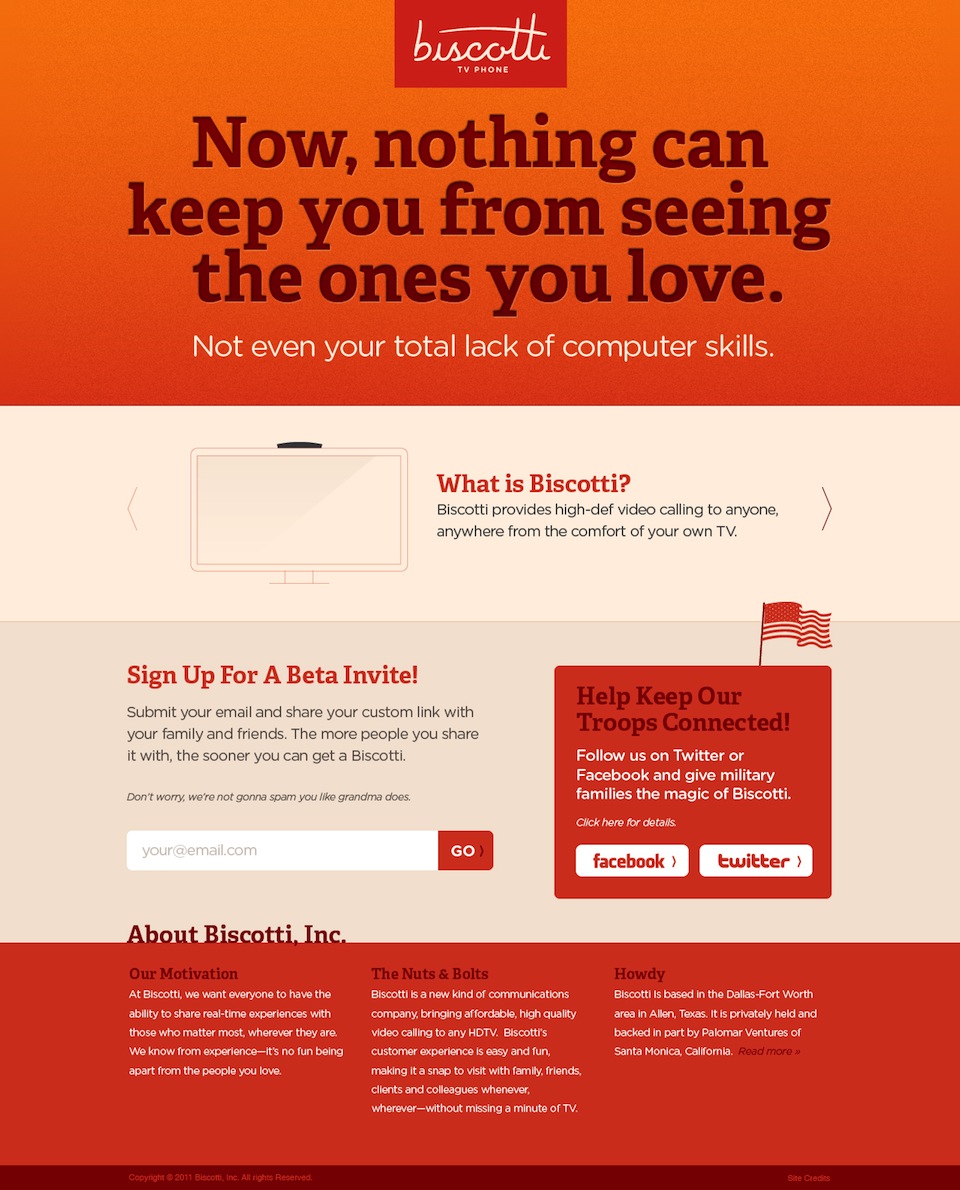 biscotti
TV PHONE
Now, nothing can
keep you from seeing
the ones you love.
Not even your total lack of computer skills.
What is Biscotti?
Biscotti provides high-def video calling to anyone,
anywhere from the comfort of your own TV.
Sign Up For A Beta Invite!
Submit your email and share your custom link with
your family and friends. The more people you share
it with, the sooner you can get a Biscotti.
Don't worry, we're not gonna spam you like grandma does.
your@email.com
GO 〉
Help Keep Our
Troops Connected!
Follow us on Twitter or
Facebook and give military
families the magic of Biscotti.
Click here for details.
facebook 〉
twitter 〉
About Biscotti, Inc.
Our Motivation
At Biscotti, we want everyone to have the
ability to share real-time experiences with
those who matter most, wherever they are.
We know from experience—it's no fun being
apart from the people you love.
The Nuts & Bolts
Biscotti is a new kind of communications
company, bringing affordable, high quality
video calling to any HDTV.  Biscotti's
customer experience is easy and fun,
making it a snap to visit with family, friends,
clients and colleagues whenever,
wherever—without missing a minute of TV.
Howdy
Biscotti is based in the Dallas-Fort Worth
area in Allen, Texas. It is privately held and
backed in part by Palomar Ventures of
Santa Monica, California.  Read more »
Copyright © 2011 Biscotti, Inc. All rights Reserved.
Site Credits